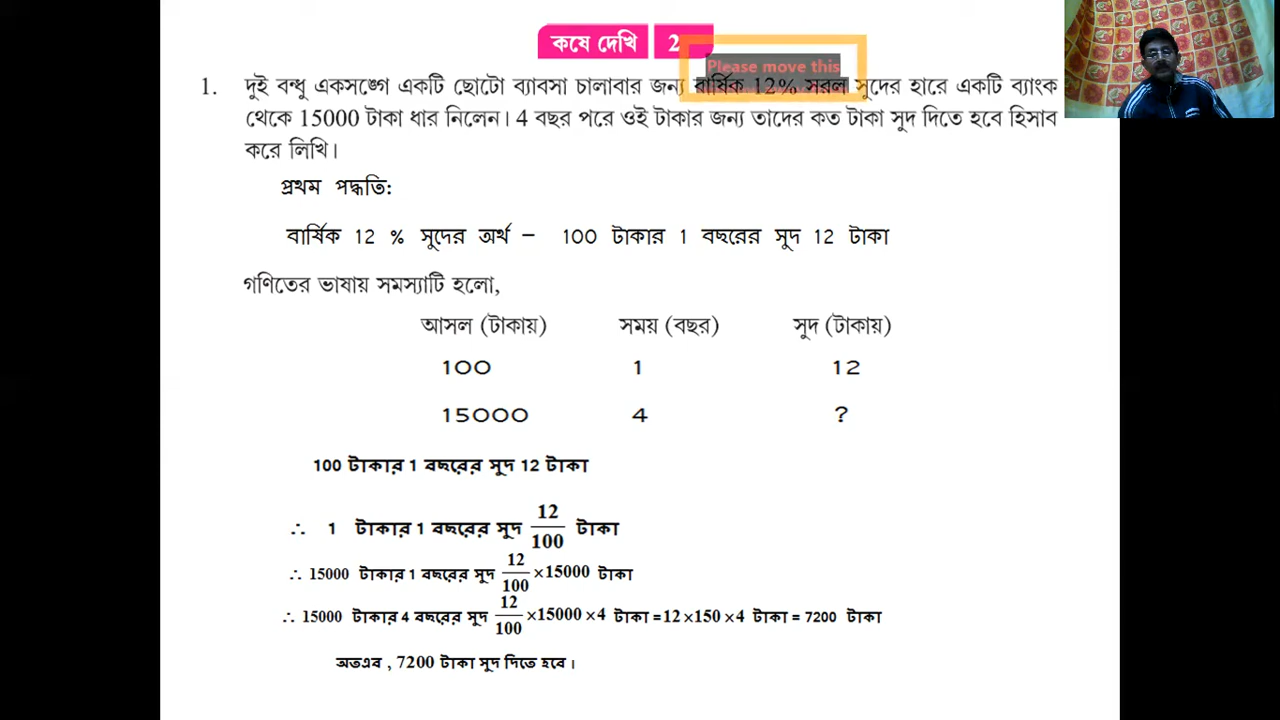 কষে দেখি 2
Please move this
1. দুই বন্ধু একসঙ্গে একটি ছোটো ব্যাবসা চালাবার জন্য বার্ষিক 12% সরল সুদের হারে একটি ব্যাংক
থেকে 15000 টাকা ধার নিলেন। 4 বছর পরে ওই টাকার জন্য তাদের কত টাকা সুদ দিতে হবে হিসাব
করে লিখি।
প্রথম পদ্ধতি:
বার্ষিক 12 % সুদের অর্থ – 100 টাকার 1 বছরের সুদ 12 টাকা
গণিতের ভাষায় সমস্যাটি হলো,
আসল (টাকায়) সময় (বছর) সুদ (টাকায়)
100 1 12
15000 4 ?
100 টাকার 1 বছরের সুদ 12 টাকা
∴ 1 টাকার 1 বছরের সুদ 12/100 টাকা
∴ 15000 টাকার 1 বছরের সুদ 12/100 ×15000 টাকা
∴ 15000 টাকার 4 বছরের সুদ 12/100 ×15000 ×4 টাকা =12 ×150 ×4 টাকা = 7200 টাকা
অতএব , 7200 টাকা সুদ দিতে হবে ।